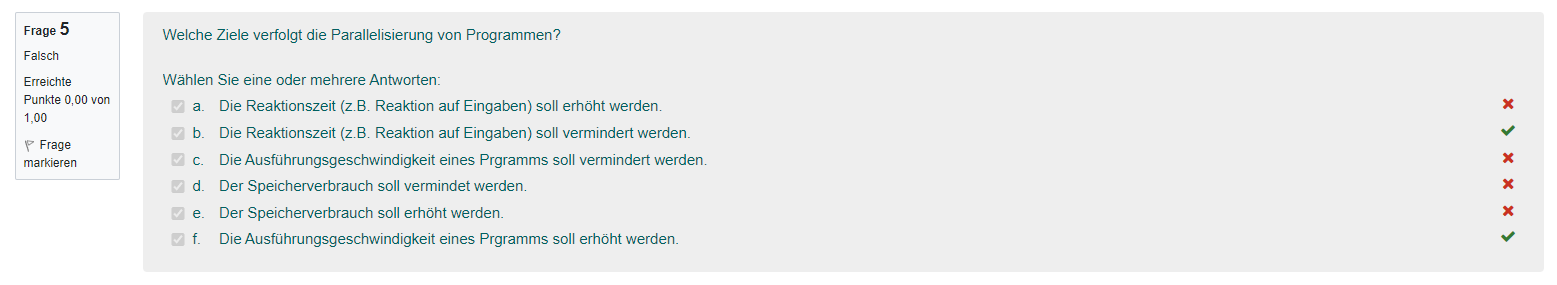 Frage 5
Falsch
Erreichte
Punkte 0,00 von
1,00
Frage
markieren
Welche Ziele verfolgt die Parallelisierung von Programmen?
Wählen Sie eine oder mehrere Antworten:
a. Die Reaktionszeit (z.B. Reaktion auf Eingaben) soll erhöht werden.
b. Die Reaktionszeit (z.B. Reaktion auf Eingaben) soll vermindert werden.
c. Die Ausführungsgeschwindigkeit eines Prgramms soll vermindert werden.
d. Der Speicherverbrauch soll vermindet werden.
e. Der Speicherverbrauch soll erhöht werden.
f. Die Ausführungsgeschwindigkeit eines Prgramms soll erhöht werden.